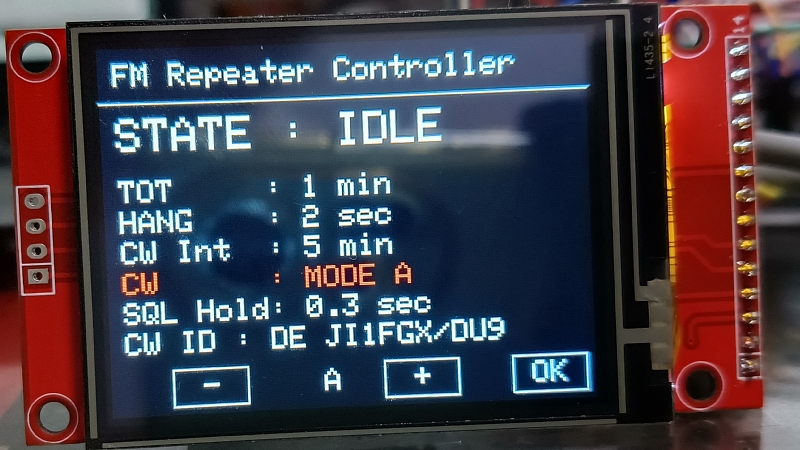 FM Repeater Controller
STATE : IDLE
TOT : 1 min
HANG : 2 sec
CW Int : 5 min
CW : MODE A
SQL Hold: 0.3 sec
CW ID : DE JI1FGX/DU9
- A + OK
14